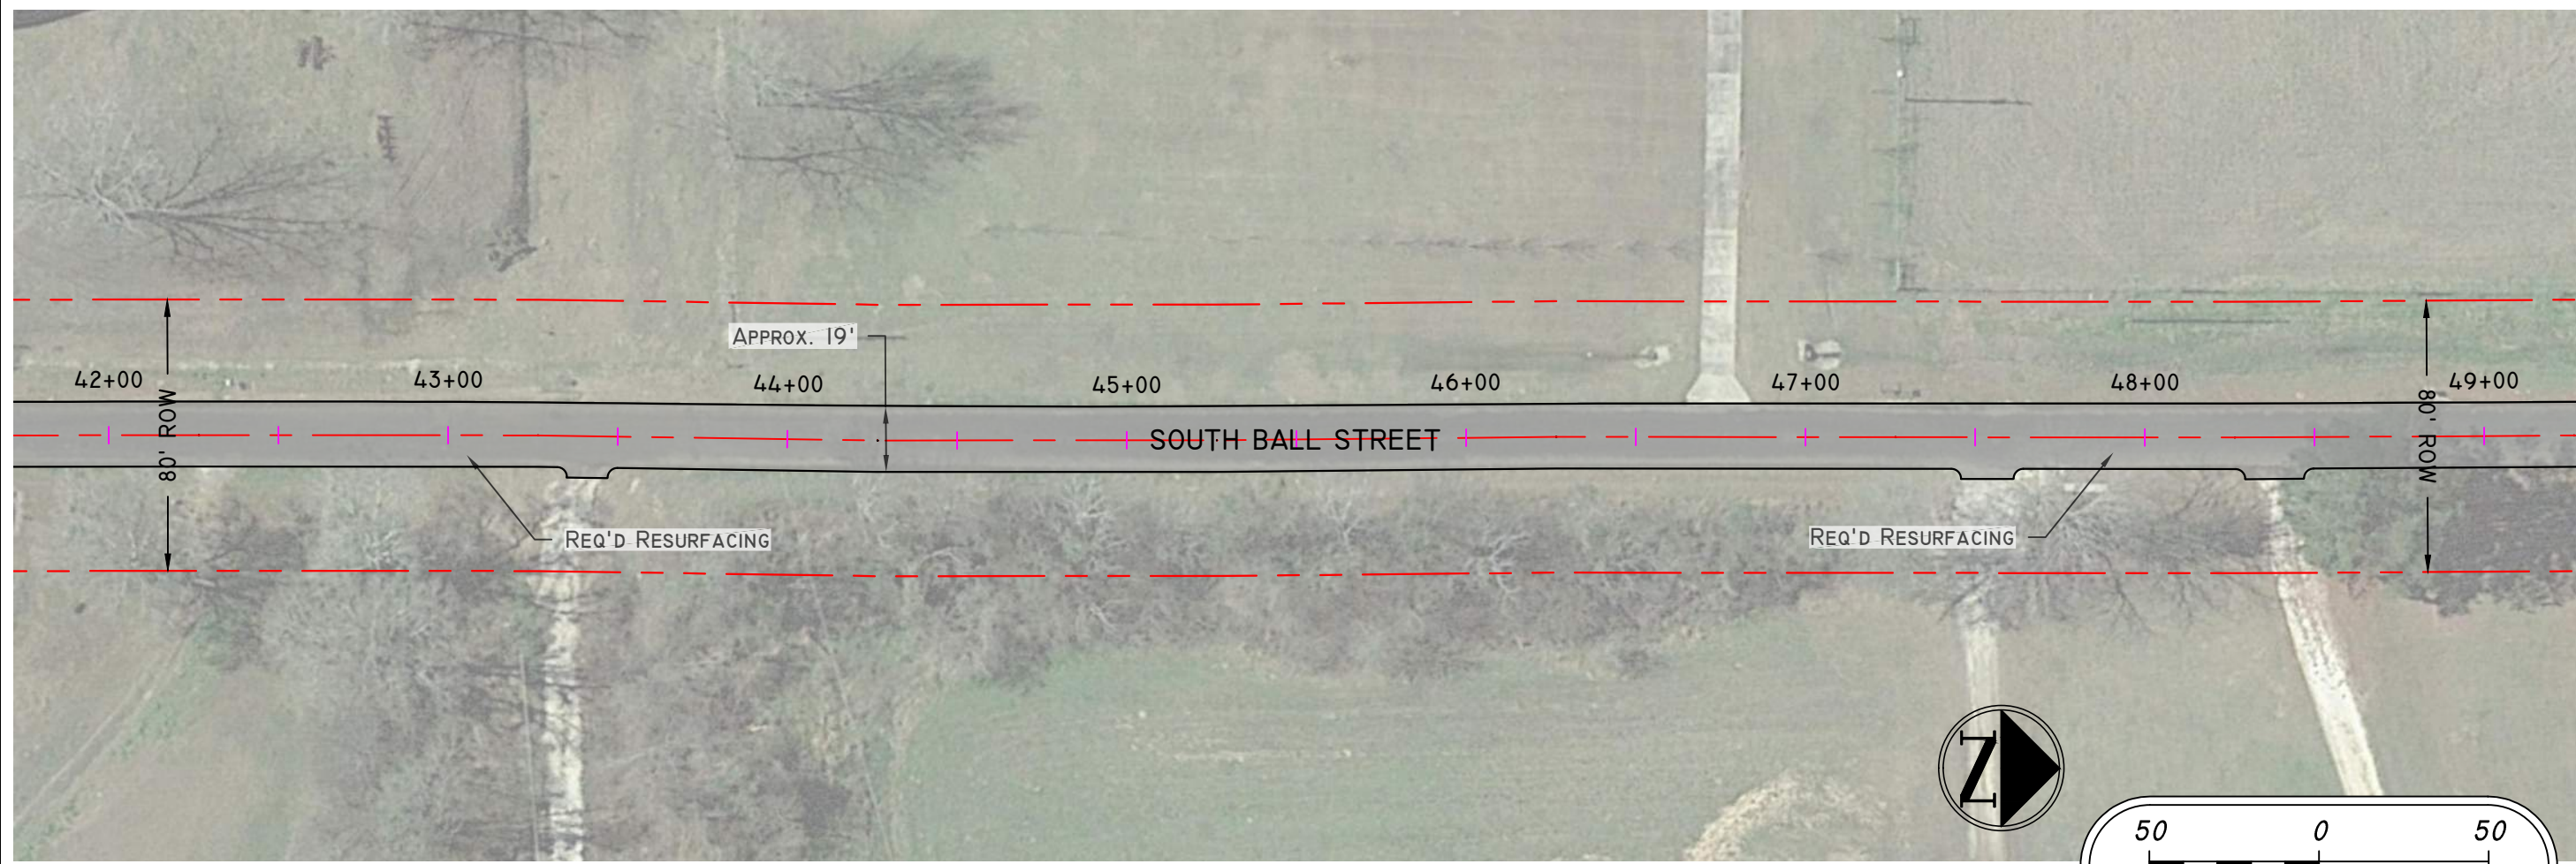 APPROX. 19'
42+00
43+00
44+00
45+00
46+00
47+00
48+00
49+00
80' ROW
SOUTH BALL STREET
80' ROW
REQ'D RESURFACING
REQ'D RESURFACING
N
50 0 50